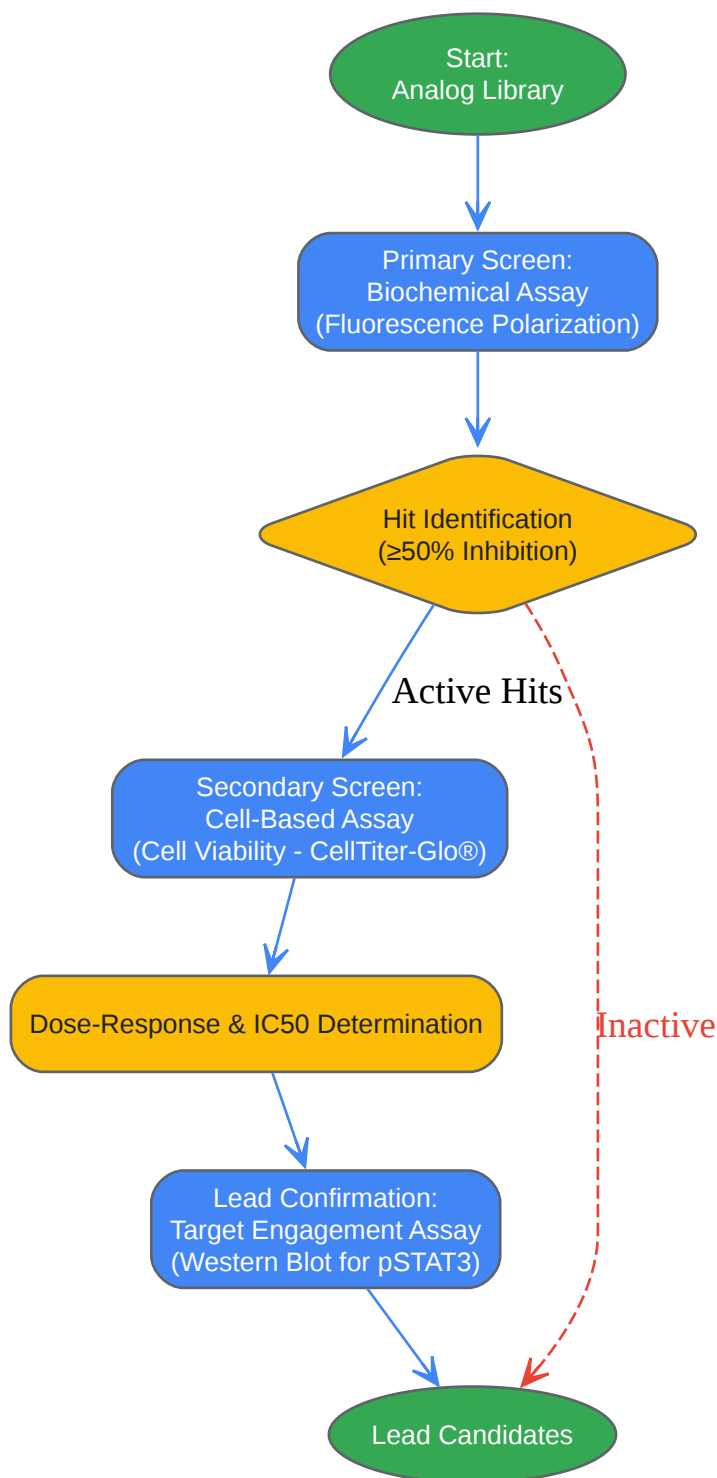 Start:
Analog Library
Primary Screen:
Biochemical Assay
(Fluorescence Polarization)
Hit Identification
(≥50% Inhibition)
Active Hits
Secondary Screen:
Cell-Based Assay
(Cell Viability - CellTiter-Glo®)
Dose-Response & IC50 Determination
Inactive
Lead Confirmation:
Target Engagement Assay
(Western Blot for pSTAT3)
Lead Candidates